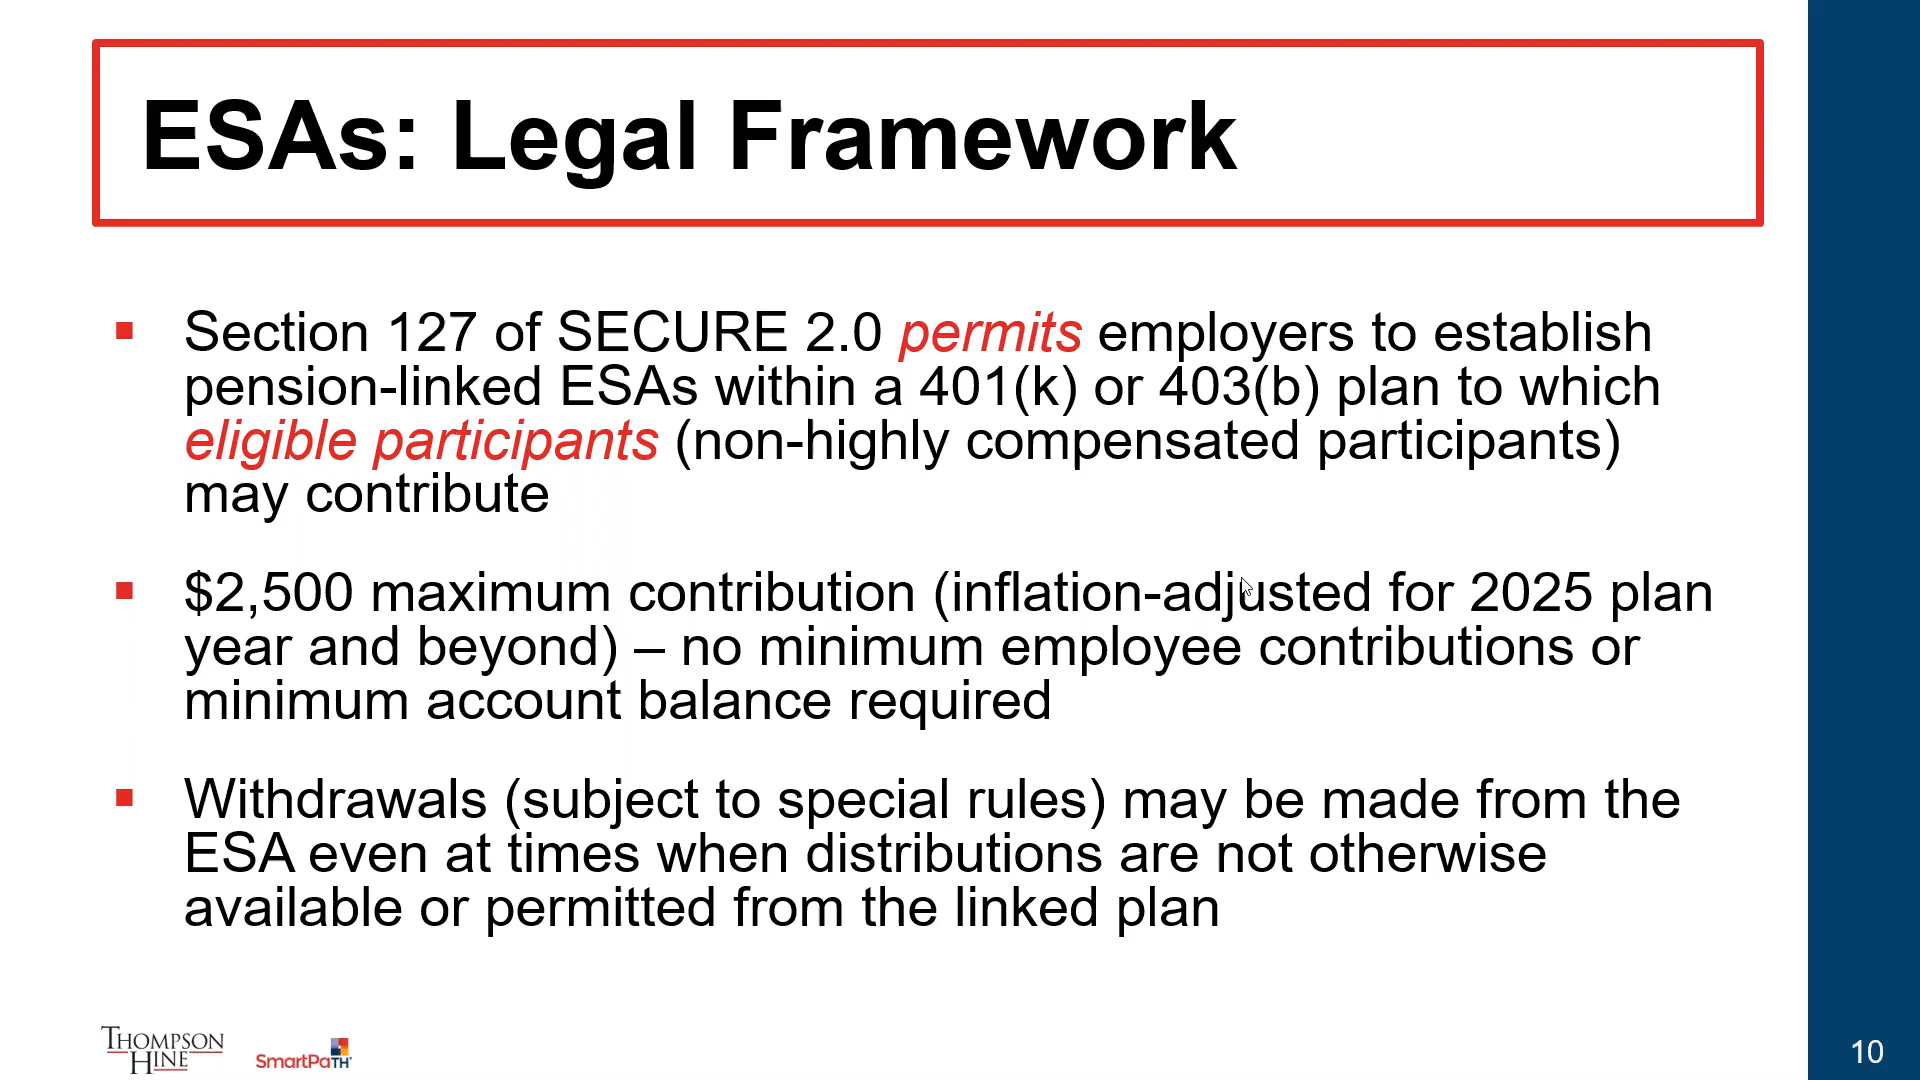 ESAs: Legal Framework
Section 127 of SECURE 2.0 permits employers to establish
pension-linked ESAs within a 401(k) or 403(b) plan to which
eligible participants (non-highly compensated participants)
may contribute
$2,500 maximum contribution (inflation-adjusted for 2025 plan
year and beyond) – no minimum employee contributions or
minimum account balance required
Withdrawals (subject to special rules) may be made from the
ESA even at times when distributions are not otherwise
available or permitted from the linked plan
THOMPSON
HINE
SmartPaTH
10